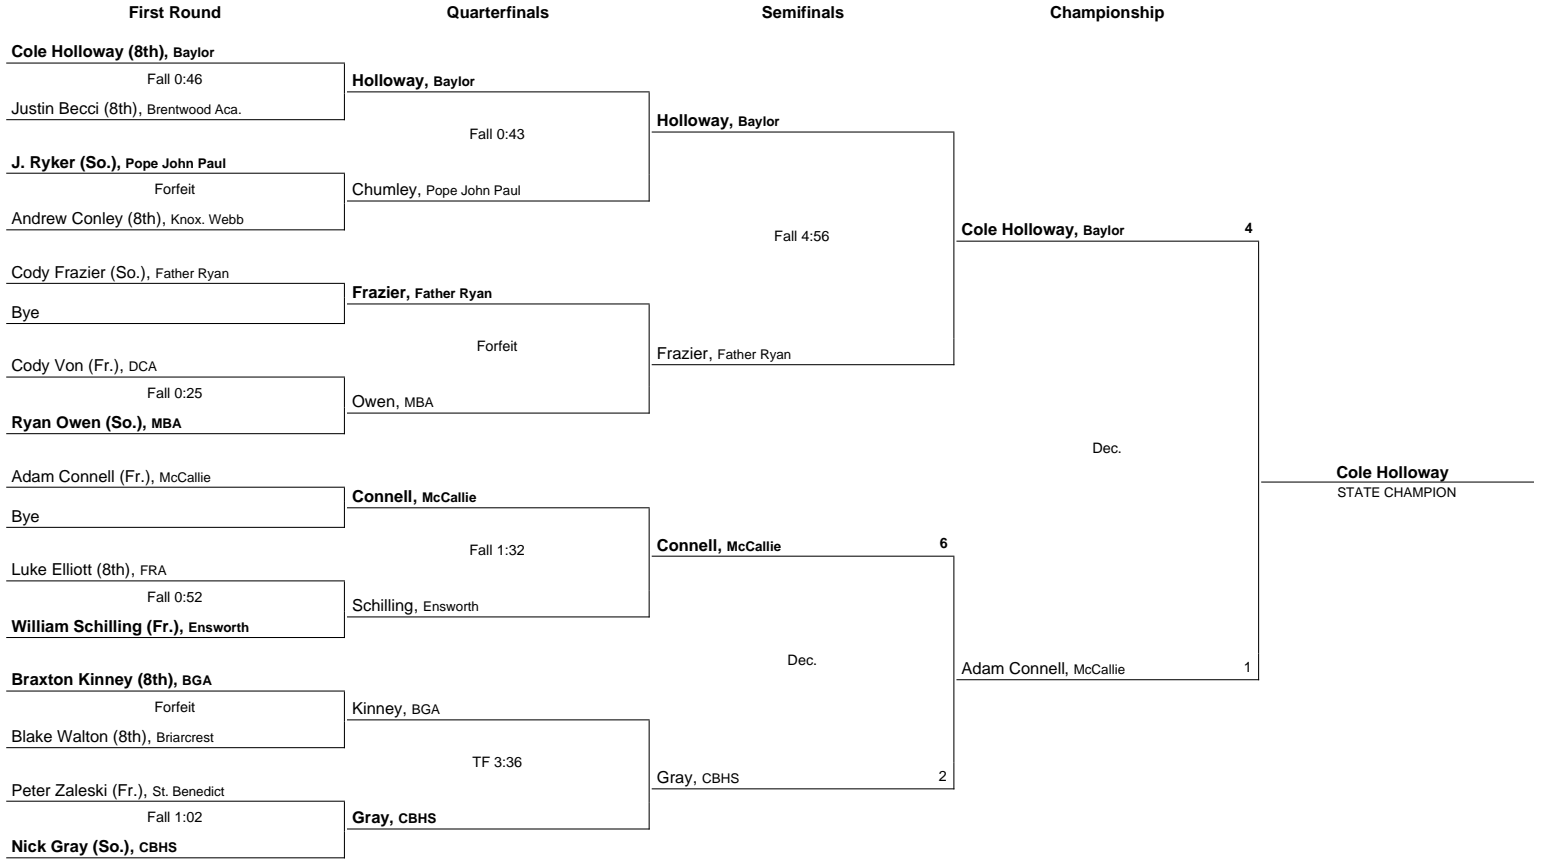 First Round
Quarterfinals
Semifinals
Championship
Cole Holloway (8th), Baylor
Fall 0:46
Justin Becci (8th), Brentwood Aca.
J. Ryker (So.), Pope John Paul
Forfeit
Andrew Conley (8th), Knox. Webb
Cody Frazier (So.), Father Ryan
Bye
Cody Von (Fr.), DCA
Fall 0:25
Ryan Owen (So.), MBA
Adam Connell (Fr.), McCallie
Bye
Luke Elliott (8th), FRA
Fall 0:52
William Schilling (Fr.), Ensworth
Braxton Kinney (8th), BGA
Forfeit
Blake Walton (8th), Briarcrest
Peter Zaleski (Fr.), St. Benedict
Fall 1:02
Nick Gray (So.), CBHS
Holloway, Baylor
Fall 0:43
Chumley, Pope John Paul
Frazier, Father Ryan
Forfeit
Owen, MBA
Connell, McCallie
Fall 1:32
Schilling, Ensworth
Kinney, BGA
TF 3:36
Gray, CBHS
Holloway, Baylor
Fall 4:56
Frazier, Father Ryan
Connell, McCallie 6
Dec.
Gray, CBHS 2
Cole Holloway, Baylor 4
Dec.
Adam Connell, McCallie 1
Cole Holloway
STATE CHAMPION